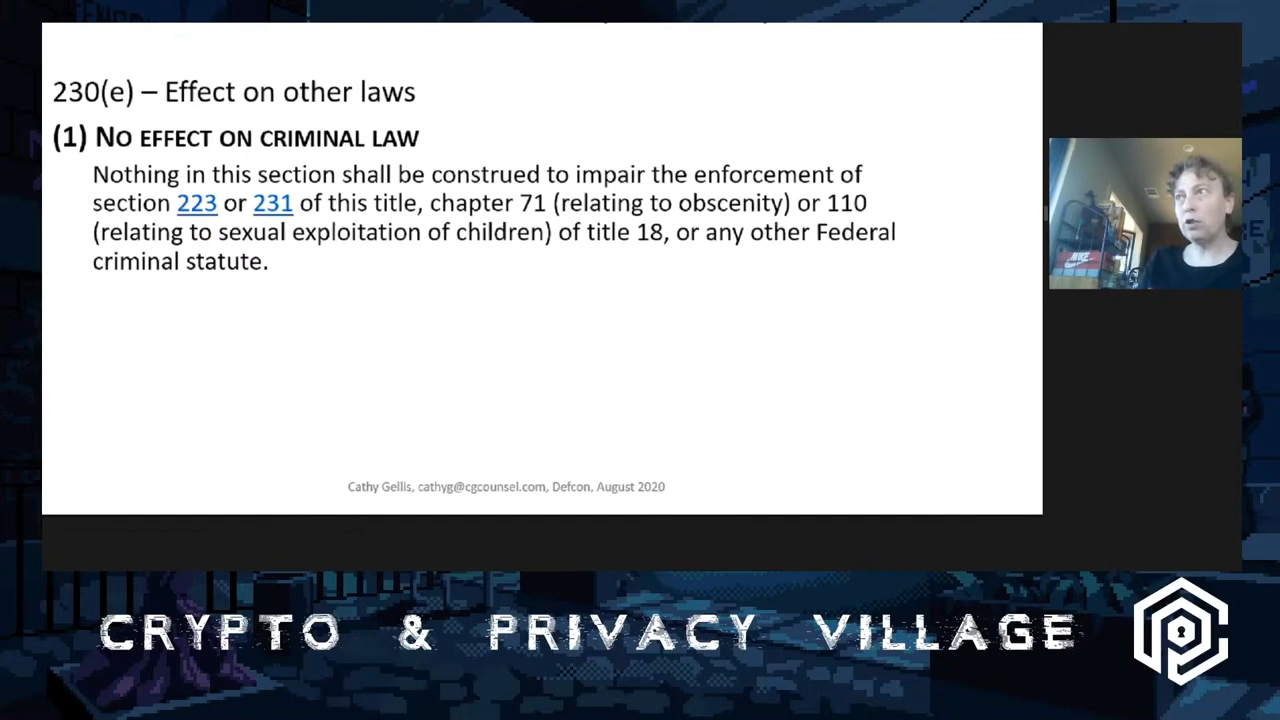 230(e) – Effect on other laws
(1) NO EFFECT ON CRIMINAL LAW
Nothing in this section shall be construed to impair the enforcement of
section 223 or 231 of this title, chapter 71 (relating to obscenity) or 110
(relating to sexual exploitation of children) of title 18, or any other Federal
criminal statute.
NIKE
Cathy Gellis, cathyg@cgcounsel.com, Defcon, August 2020
CRYPTO & PRIVACY VILLAGE